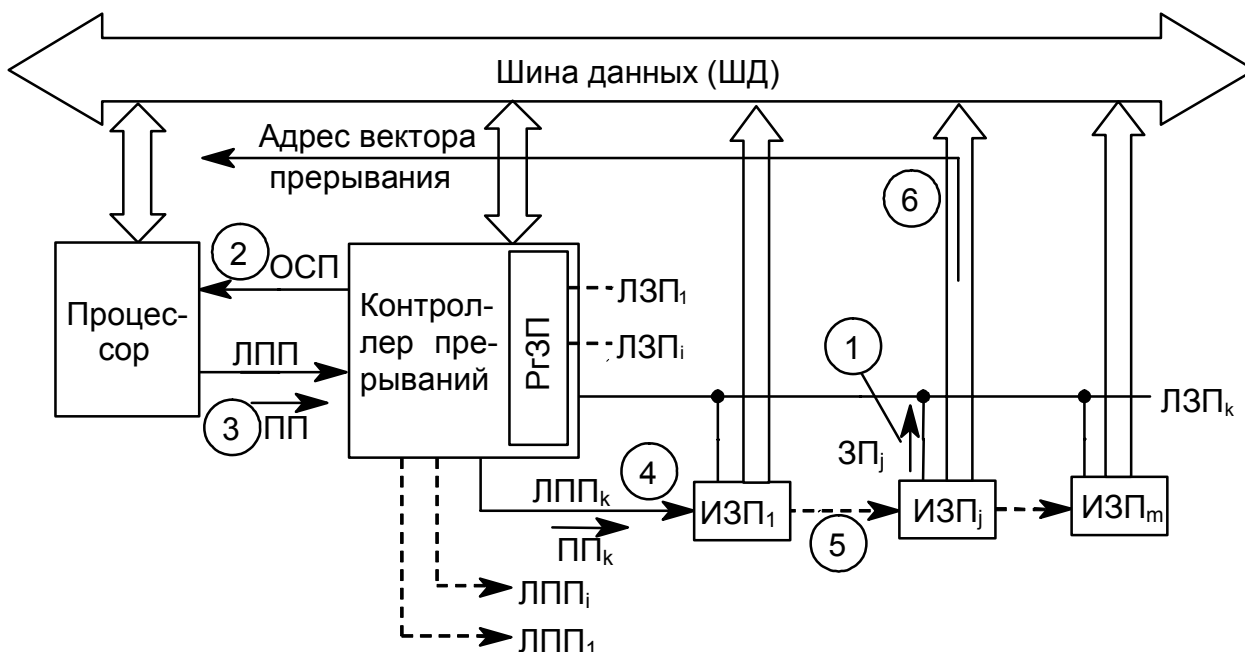 Шина данных (ШД)
Адрес вектора
прерывания
6
2
ОСП
Процес-
сор
Контрол-
лер пре-
рываний
РгЗП
ЛЗП₁
ЛЗПᵢ
1
ЛПП
3
ПП
ЛЗПₖ
ЗПⱼ
4
ЛППₖ
ППₖ
ИЗП₁
5
ИЗПⱼ
ИЗПₘ
ЛППᵢ
ЛПП₁